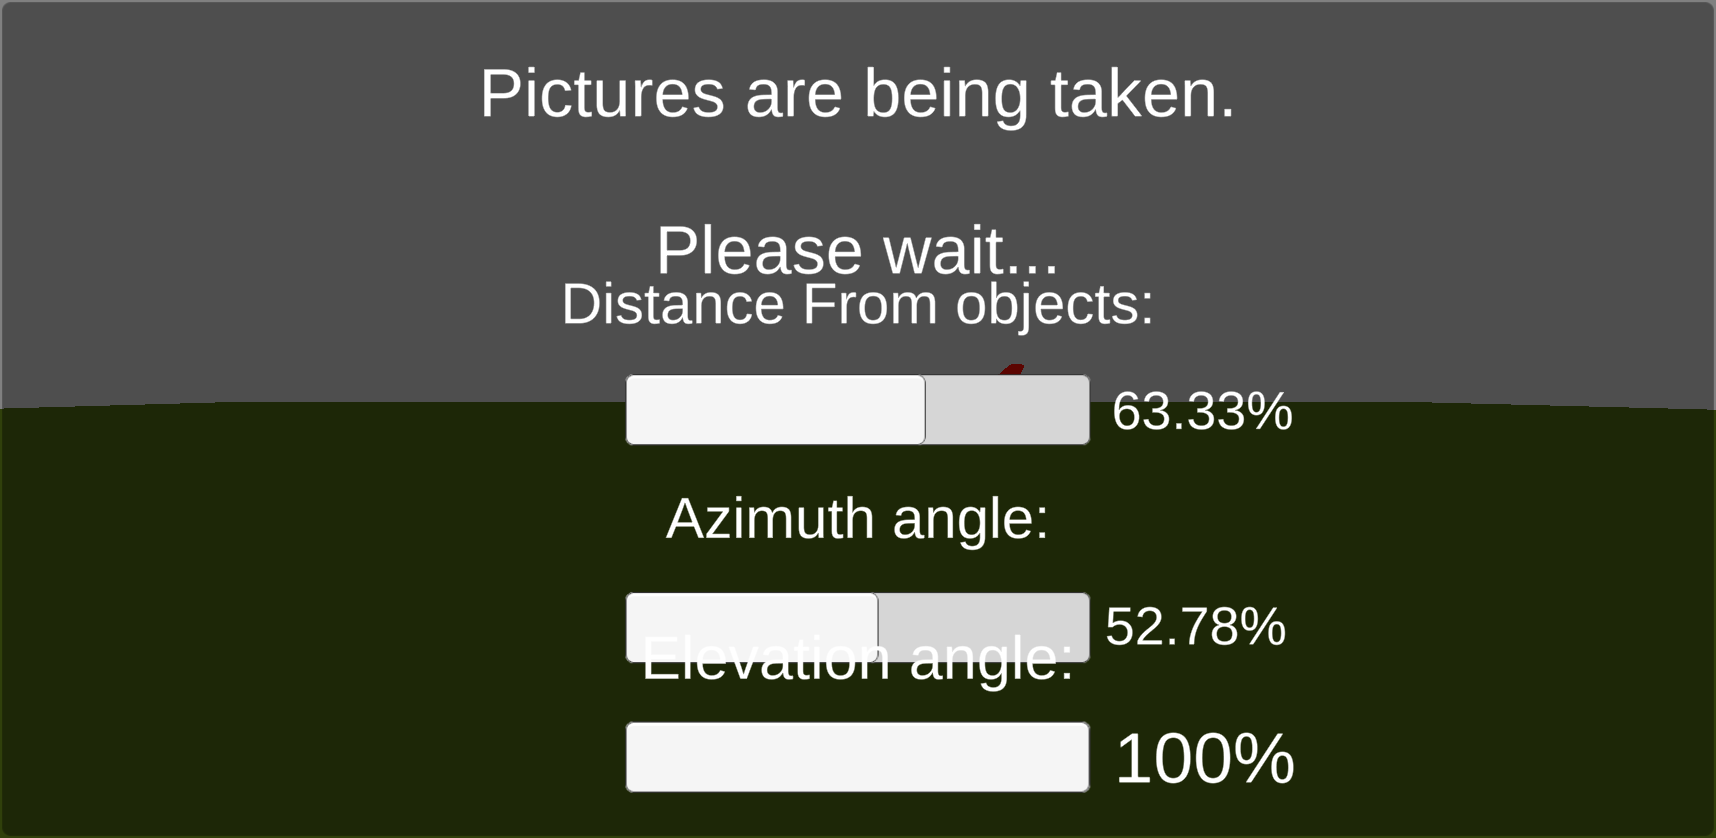 Pictures are being taken.
Please wait...
Distance From objects:
63.33%
Azimuth angle:
52.78%
Elevation angle:
100%